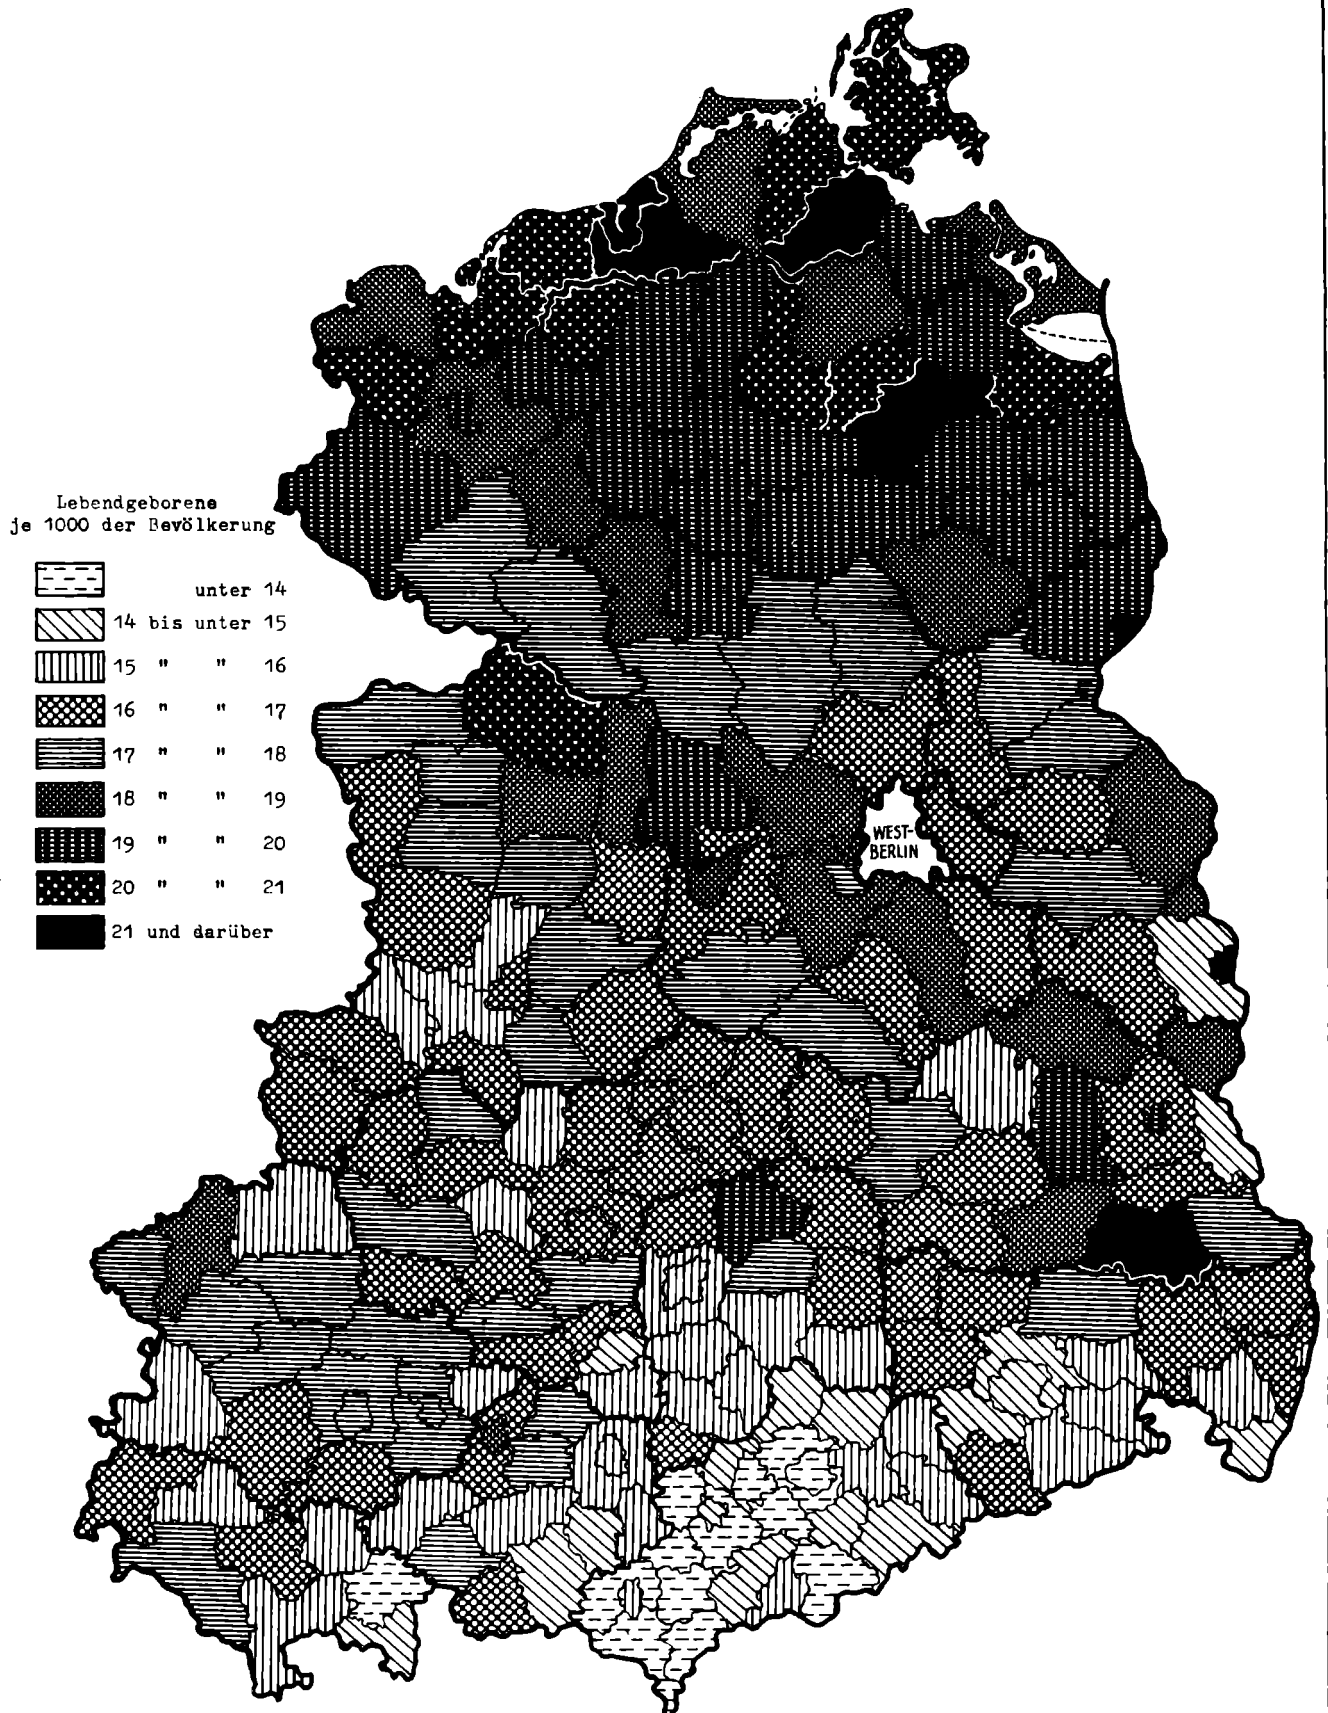 Lebendgeborene
je 1000 der Bevölkerung
unter 14
14 bis unter 15
15 " " 16
16 " " 17
17 " " 18
18 " " 19
19 " " 20
20 " " 21
21 und darüber
WEST-
BERLIN